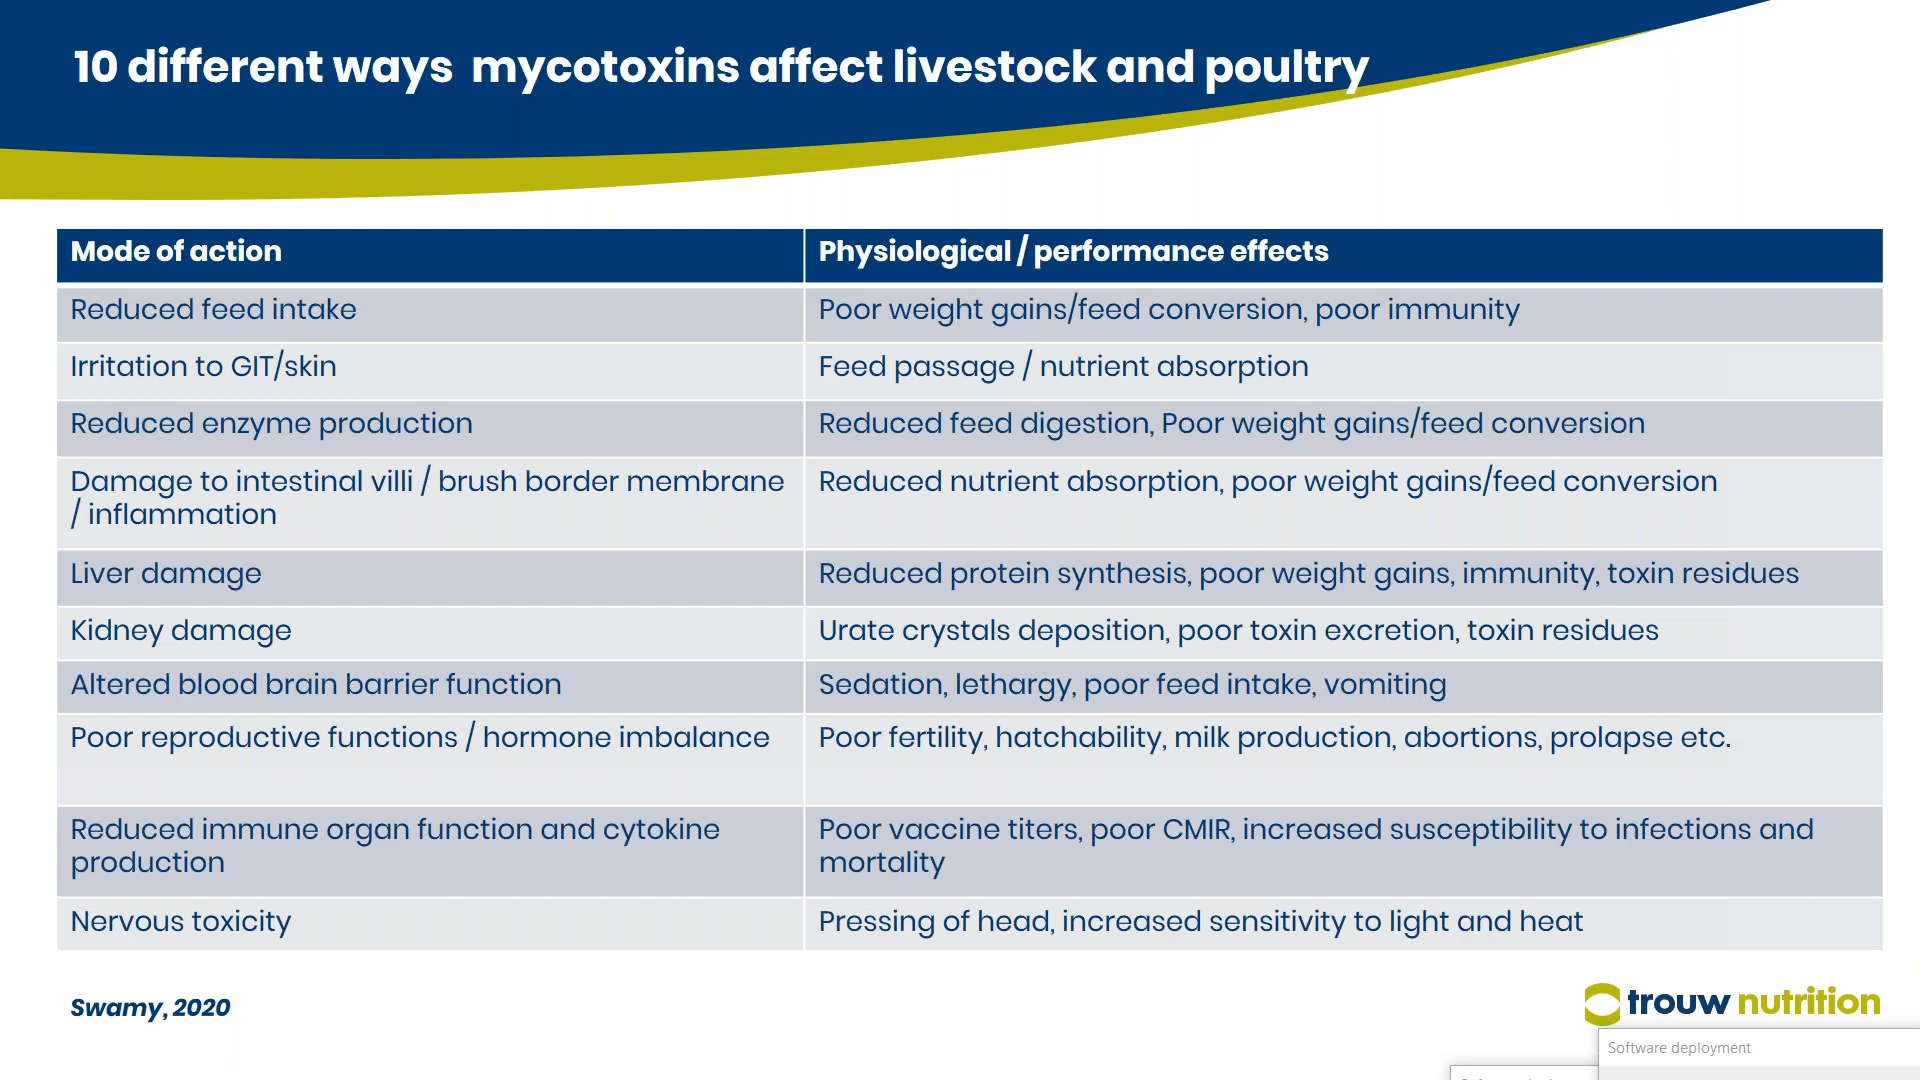 10 different ways  mycotoxins affect livestock and poultry
Mode of action
Physiological / performance effects
Reduced feed intake
Poor weight gains/feed conversion, poor immunity
Irritation to GIT/skin
Feed passage / nutrient absorption
Reduced enzyme production
Reduced feed digestion, Poor weight gains/feed conversion
Damage to intestinal villi / brush border membrane
/ inflammation
Reduced nutrient absorption, poor weight gains/feed conversion
Liver damage
Reduced protein synthesis, poor weight gains, immunity, toxin residues
Kidney damage
Urate crystals deposition, poor toxin excretion, toxin residues
Altered blood brain barrier function
Sedation, lethargy, poor feed intake, vomiting
Poor reproductive functions / hormone imbalance
Poor fertility, hatchability, milk production, abortions, prolapse etc.
Reduced immune organ function and cytokine
production
Poor vaccine titers, poor CMIR, increased susceptibility to infections and
mortality
Nervous toxicity
Pressing of head, increased sensitivity to light and heat
Swamy, 2020
trouw nutrition
Software deployment